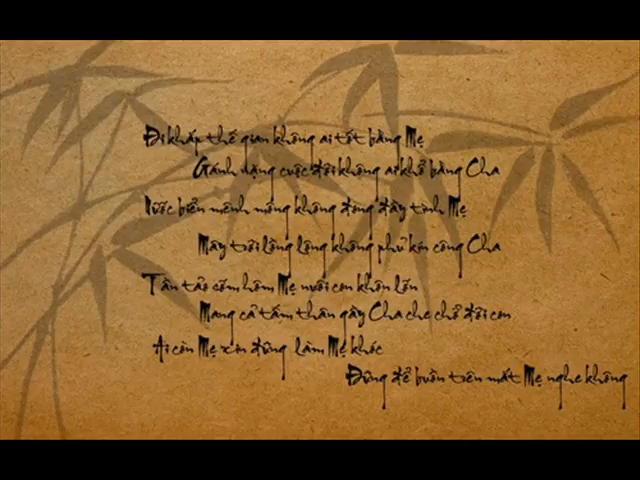 Đi khắp thế gian không ai tốt bằng Mẹ
Gánh nặng cuộc đời không ai khổ bằng Cha
Nước biển mênh mông không đong đầy tình Mẹ
Mây trời lồng lộng không phủ kín công Cha
Tần tảo sớm hôm Mẹ nuôi con khôn lớn
Mang cả tấm thân gầy Cha che chở đời con
Ai còn Mẹ xin đừng làm Mẹ khóc
Đừng để buồn trên mắt Mẹ nghe không